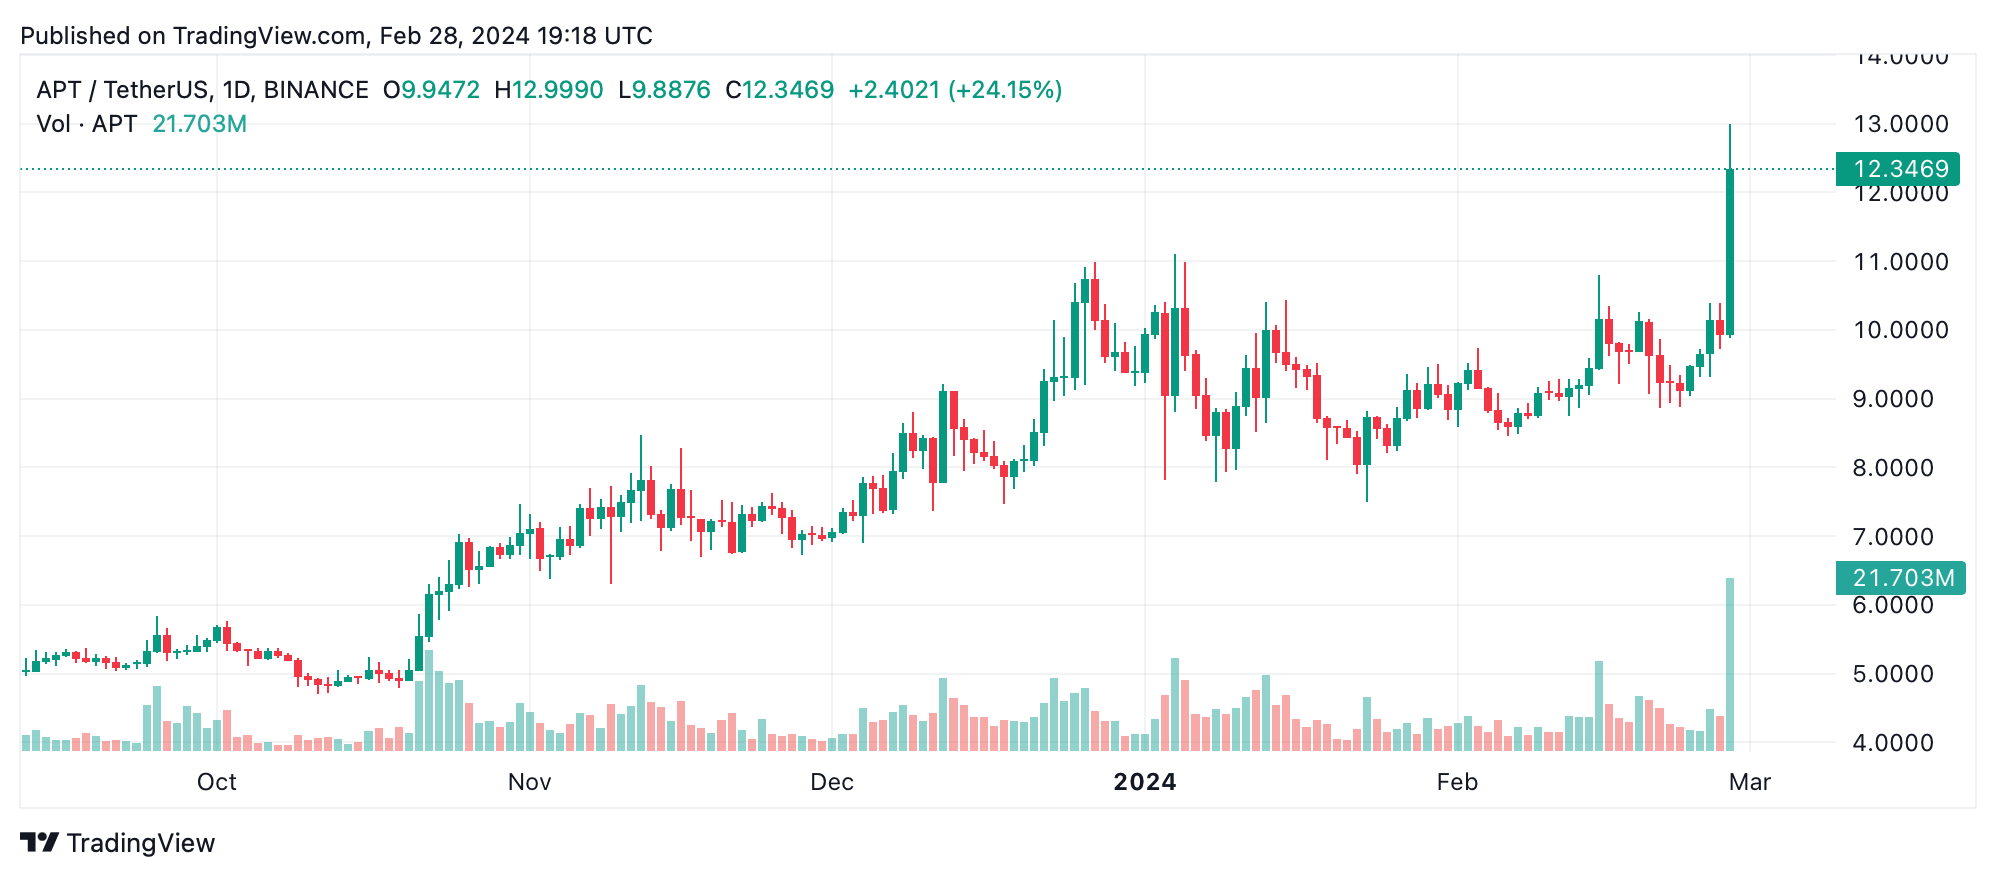 Published on TradingView.com, Feb 28, 2024 19:18 UTC
APT / TetherUS, 1D, BINANCE O9.9472 H12.9990 L9.8876 C12.3469 +2.4021 (+24.15%)
Vol · APT 21.703M
14.0000
13.0000
12.3469
12.0000
11.0000
10.0000
9.0000
8.0000
7.0000
21.703M
6.0000
5.0000
4.0000
Oct Nov Dec 2024 Feb Mar
TradingView